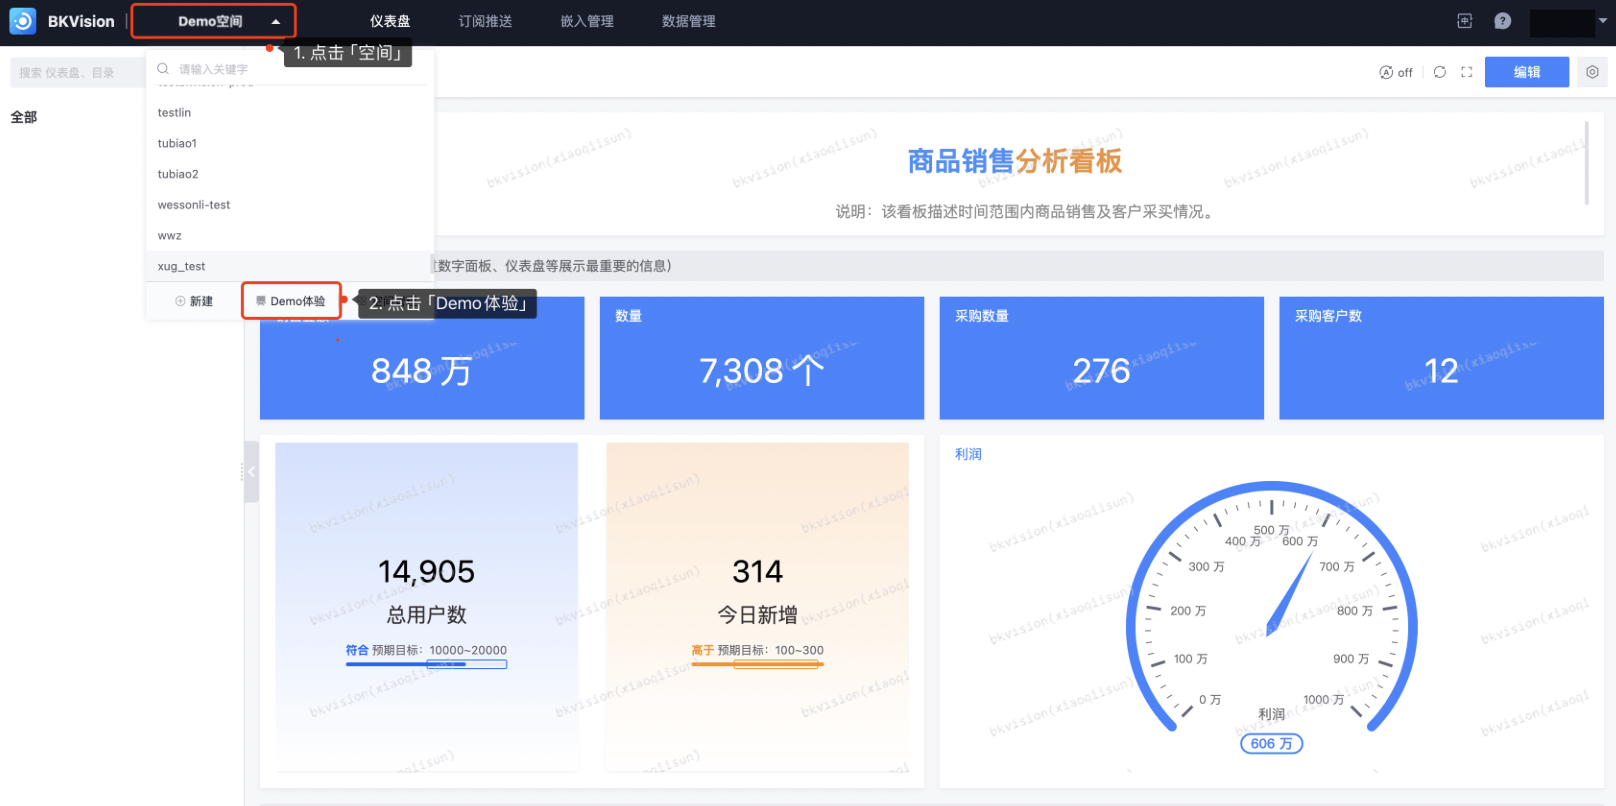 BKVision
Demo空间
仪表盘
订阅推送
嵌入管理
数据管理
1. 点击「空间」
搜索 仪表盘、目录
请输入关键字
off
编辑
全部
testlin
tubiao1
tubiao2
wessonli-test
wwz
xug_test
新建
Demo体验
2. 点击「Demo 体验」
商品销售分析看板
说明：该看板描述时间范围内商品销售及客户采买情况。
数字面板、仪表盘等展示最重要的信息)
848 万
数量
7,308 个
采购数量
276
采购客户数
12
14,905
总用户数
符合 预期目标：10000~20000
314
今日新增
高于 预期目标：100~300
利润
0 万
100 万
200 万
300 万
400 万
500 万
600 万
700 万
800 万
900 万
1000 万
利润
606 万
bkvision(xiaoqiisun)